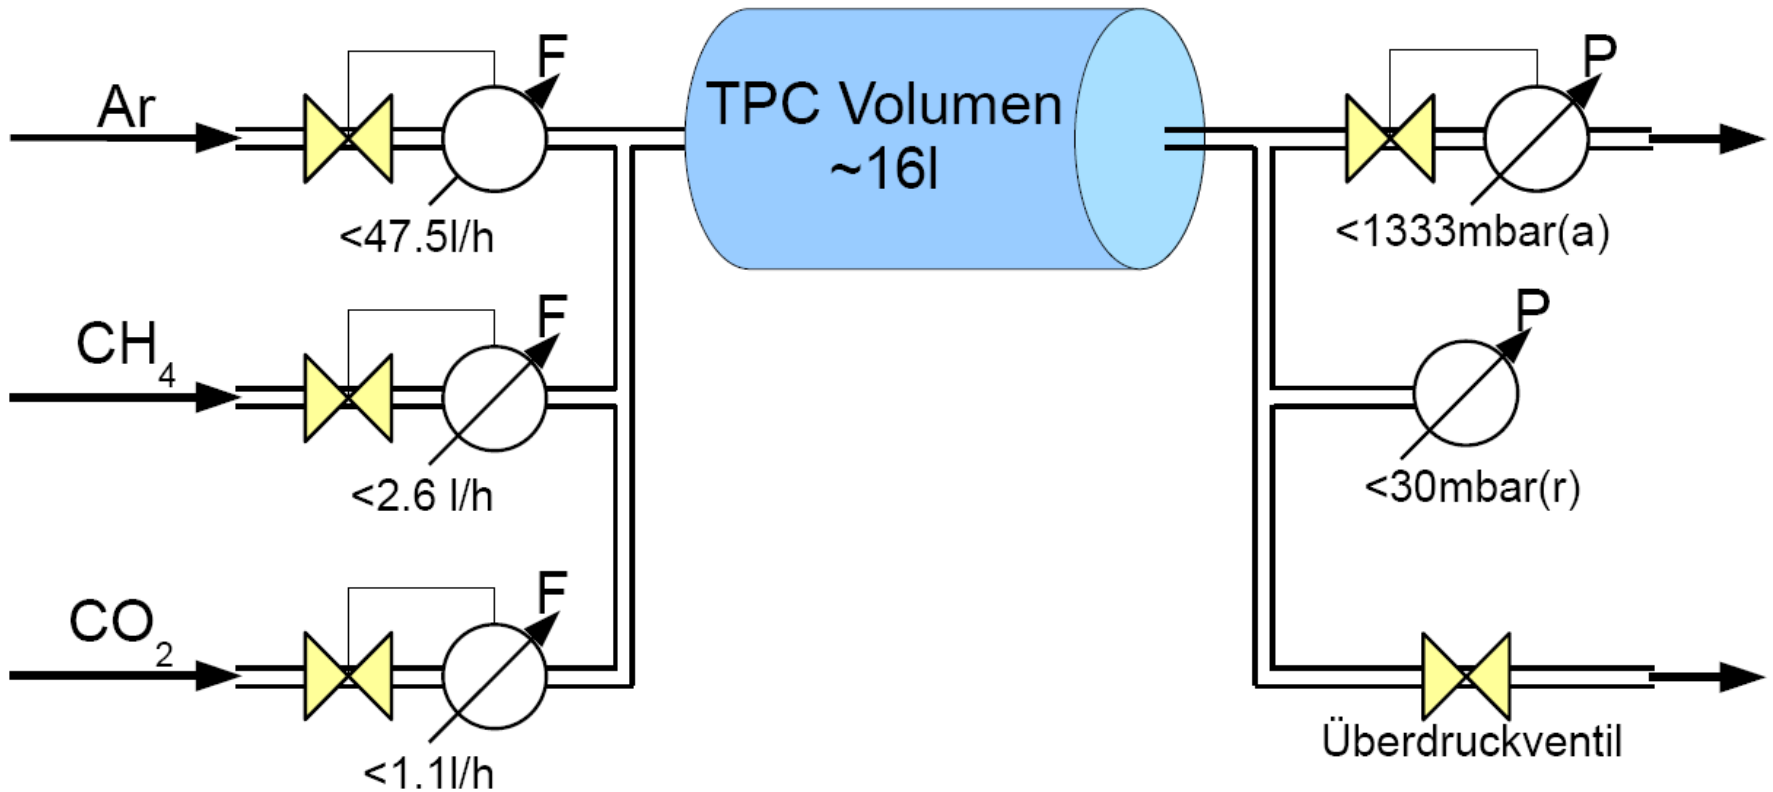 Ar
F
<47.5l/h
CH4
F
<2.6 l/h
CO2
F
<1.1l/h
TPC Volumen
~16l
P
<1333mbar(a)
P
<30mbar(r)
Überdruckventil